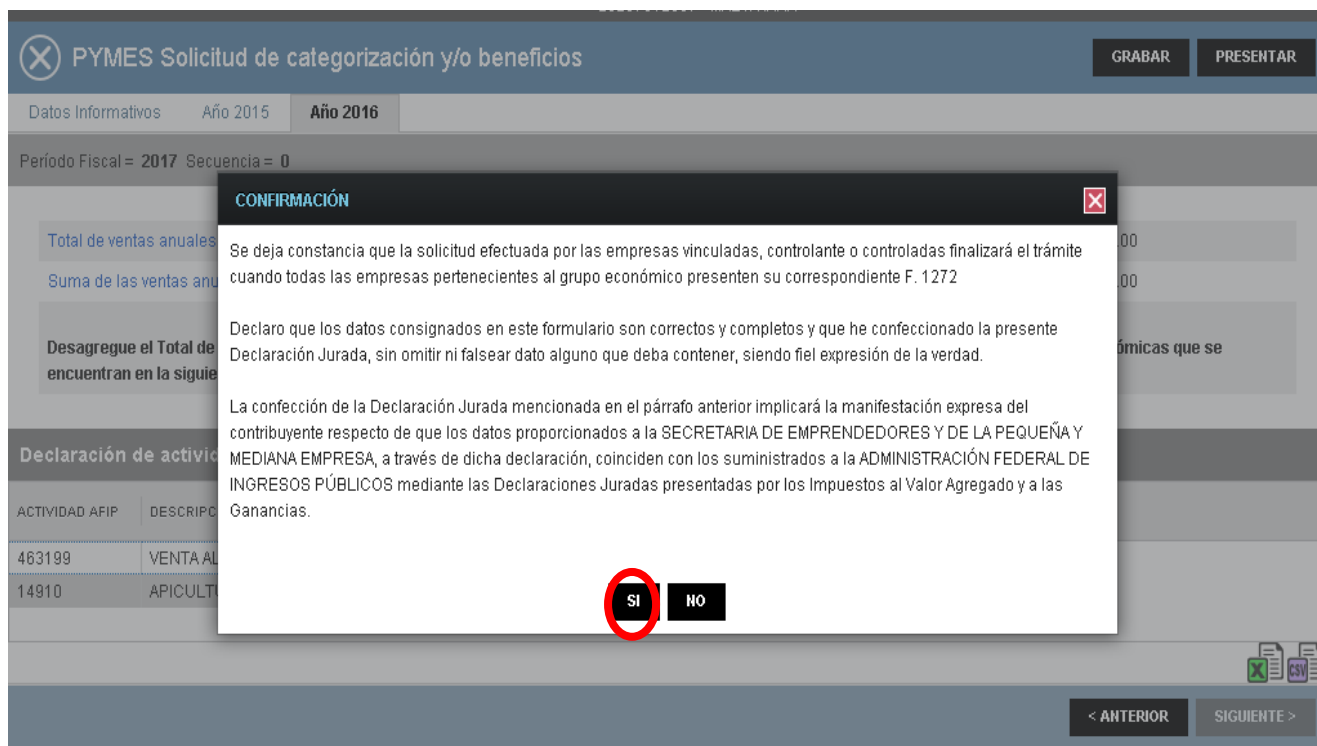 PYMES Solicitud de categorización y/o beneficios
GRABAR
PRESENTAR
Datos Informativos
Año 2015
Año 2016
Período Fiscal = 2017 Secuencia = 0
CONFIRMACIÓN
Total de ventas anuales
.00
Suma de las ventas anu
.00
Se deja constancia que la solicitud efectuada por las empresas vinculadas, controlante o controladas finalizará el trámite
cuando todas las empresas pertenecientes al grupo económico presenten su correspondiente F. 1272
Declaro que los datos consignados en este formulario son correctos y completos y que he confeccionado la presente
Declaración Jurada, sin omitir ni falsear dato alguno que deba contener, siendo fiel expresión de la verdad.
Desagregue el Total de
ómicas que se
encuentran en la siguie
La confección de la Declaración Jurada mencionada en el párrafo anterior implicará la manifestación expresa del
contribuyente respecto de que los datos proporcionados a la SECRETARIA DE EMPRENDEDORES Y DE LA PEQUEÑA Y
MEDIANA EMPRESA, a través de dicha declaración, coinciden con los suministrados a la ADMINISTRACIÓN FEDERAL DE
INGRESOS PÚBLICOS mediante las Declaraciones Juradas presentadas por los Impuestos al Valor Agregado y a las
Ganancias.
Declaración de activid
ACTIVIDAD AFIP
DESCRIPC
463199
VENTA AL
14910
APICULTU
SI
NO
X
CSV
< ANTERIOR
SIGUIENTE >